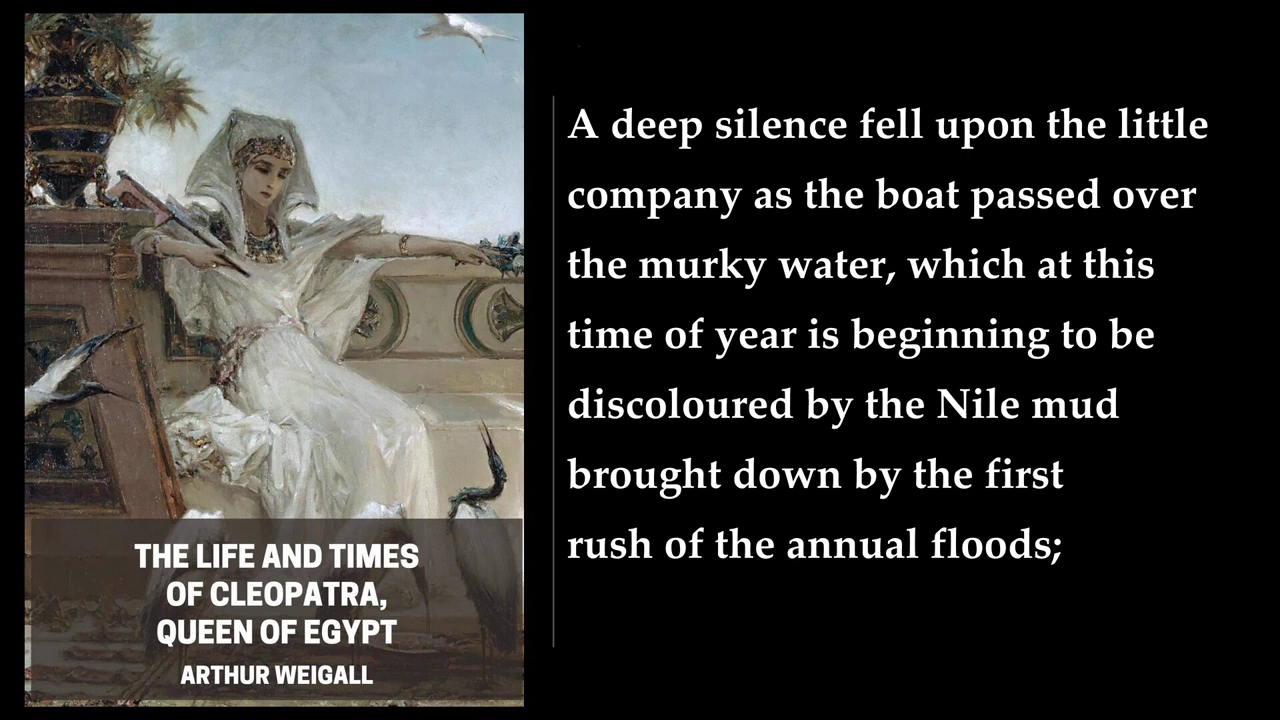 THE LIFE AND TIMES
OF CLEOPATRA,
QUEEN OF EGYPT
ARTHUR WEIGALL
A deep silence fell upon the little
company as the boat passed over
the murky water, which at this
time of year is beginning to be
discoloured by the Nile mud
brought down by the first
rush of the annual floods;